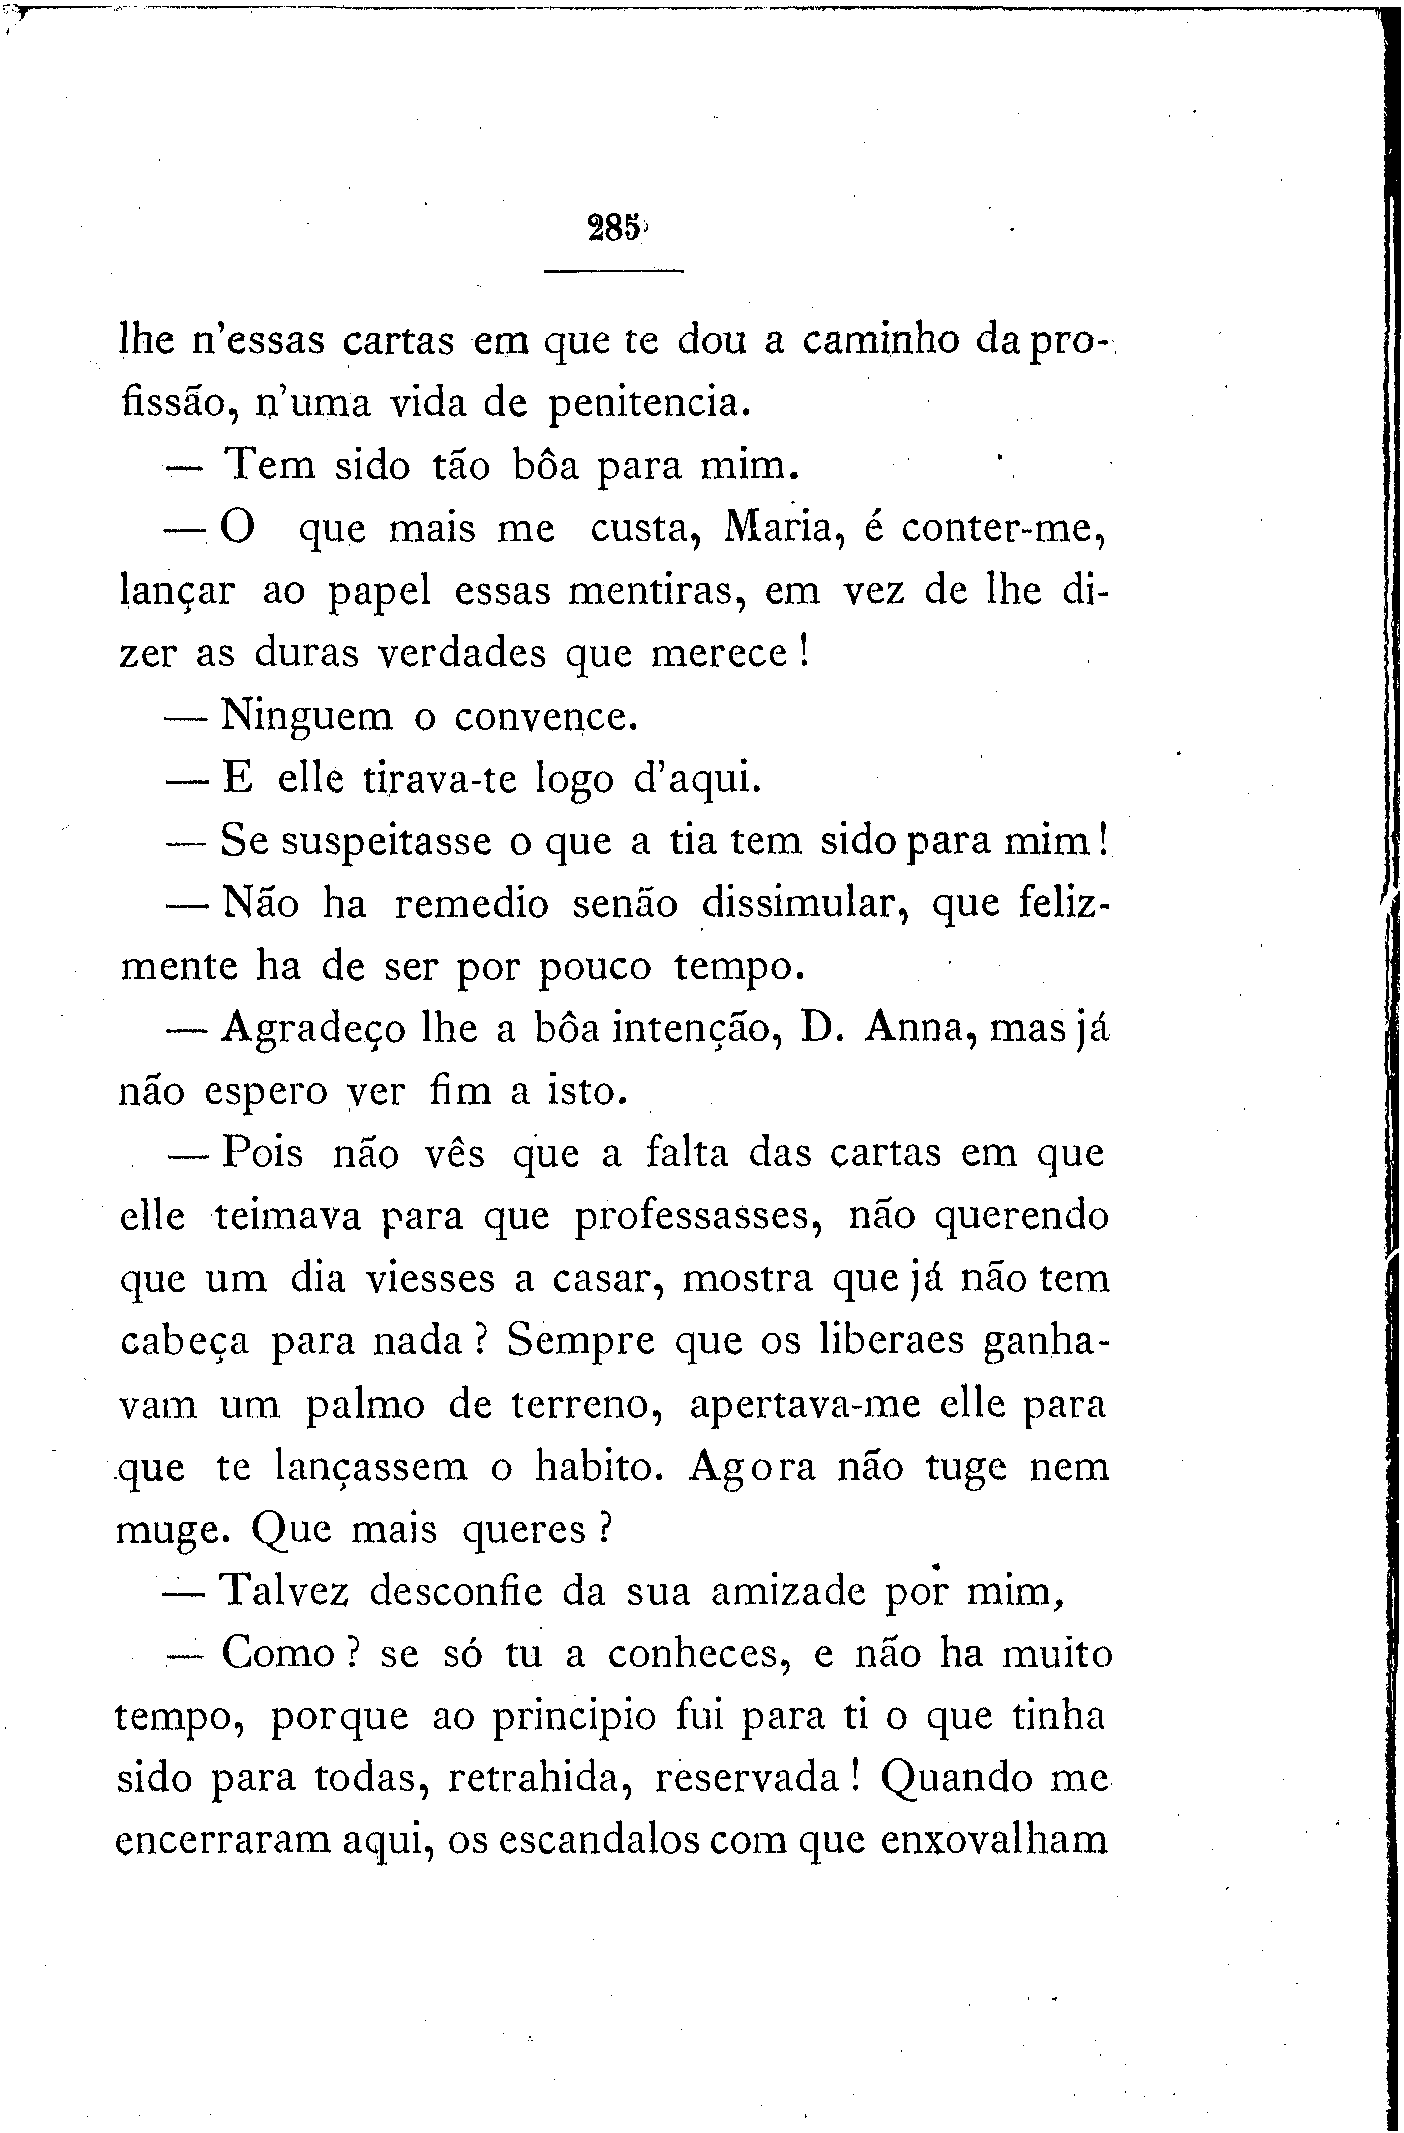 285
lhe n'essas cartas em que te dou a caminho da pro-
fissão, n'uma vida de penitencia.
— Tem sido tão bôa para mim.
— O que mais me custa, Maria, é conter-me,
lançar ao papel essas mentiras, em vez de lhe di-
zer as duras verdades que merece !
— Ninguem o convence.
— E elle tirava-te logo d'aqui.
— Se suspeitasse o que a tia tem sido para mim !
— Não ha remedio senão dissimular, que feliz-
mente ha de ser por pouco tempo.
— Agradeço lhe a bôa intenção, D. Anna, mas já
não espero ver fim a isto.
— Pois não vês que a falta das cartas em que
elle teimava para que professasses, não querendo
que um dia viesses a casar, mostra que já não tem
cabeça para nada ? Sempre que os liberaes ganha-
vam um palmo de terreno, apertava-me elle para
que te lançassem o habito. Agora não tuge nem
muge. Que mais queres ?
— Talvez desconfie da sua amizade por mim,
— Como ? se só tu a conheces, e não ha muito
tempo, porque ao principio fui para ti o que tinha
sido para todas, retrahida, reservada ! Quando me
encerraram aqui, os escandalos com que enxovalham